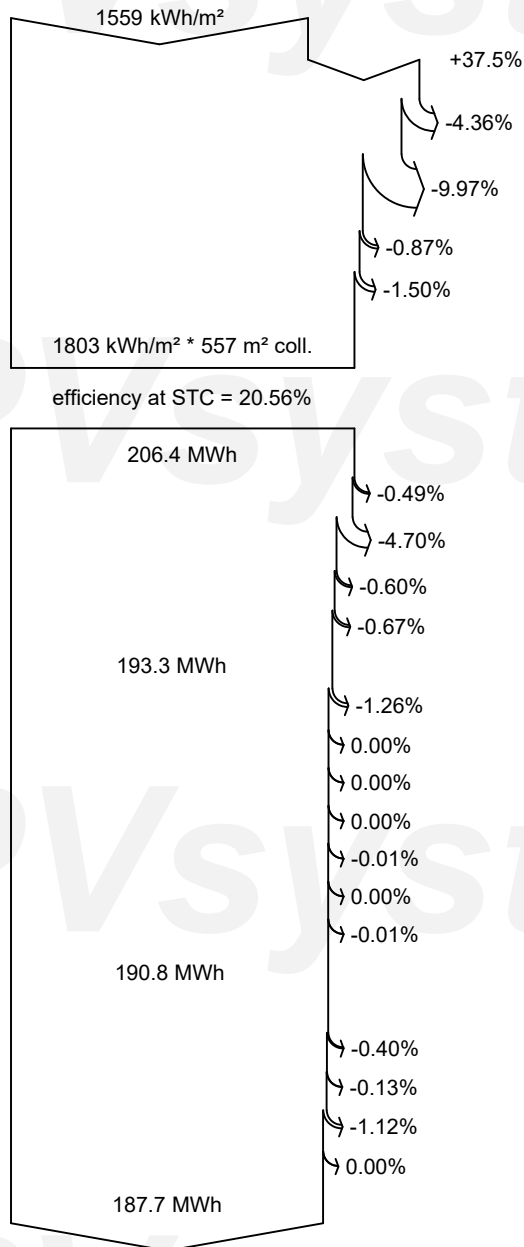 1559 kWh/m²
+37.5%
-4.36%
-9.97%
-0.87%
-1.50%
1803 kWh/m² * 557 m² coll.
efficiency at STC = 20.56%
206.4 MWh
-0.49%
-4.70%
-0.60%
-0.67%
193.3 MWh
-1.26%
0.00%
0.00%
0.00%
-0.01%
0.00%
-0.01%
190.8 MWh
-0.40%
-0.13%
-1.12%
0.00%
187.7 MWh
PVsyst
PVsyst